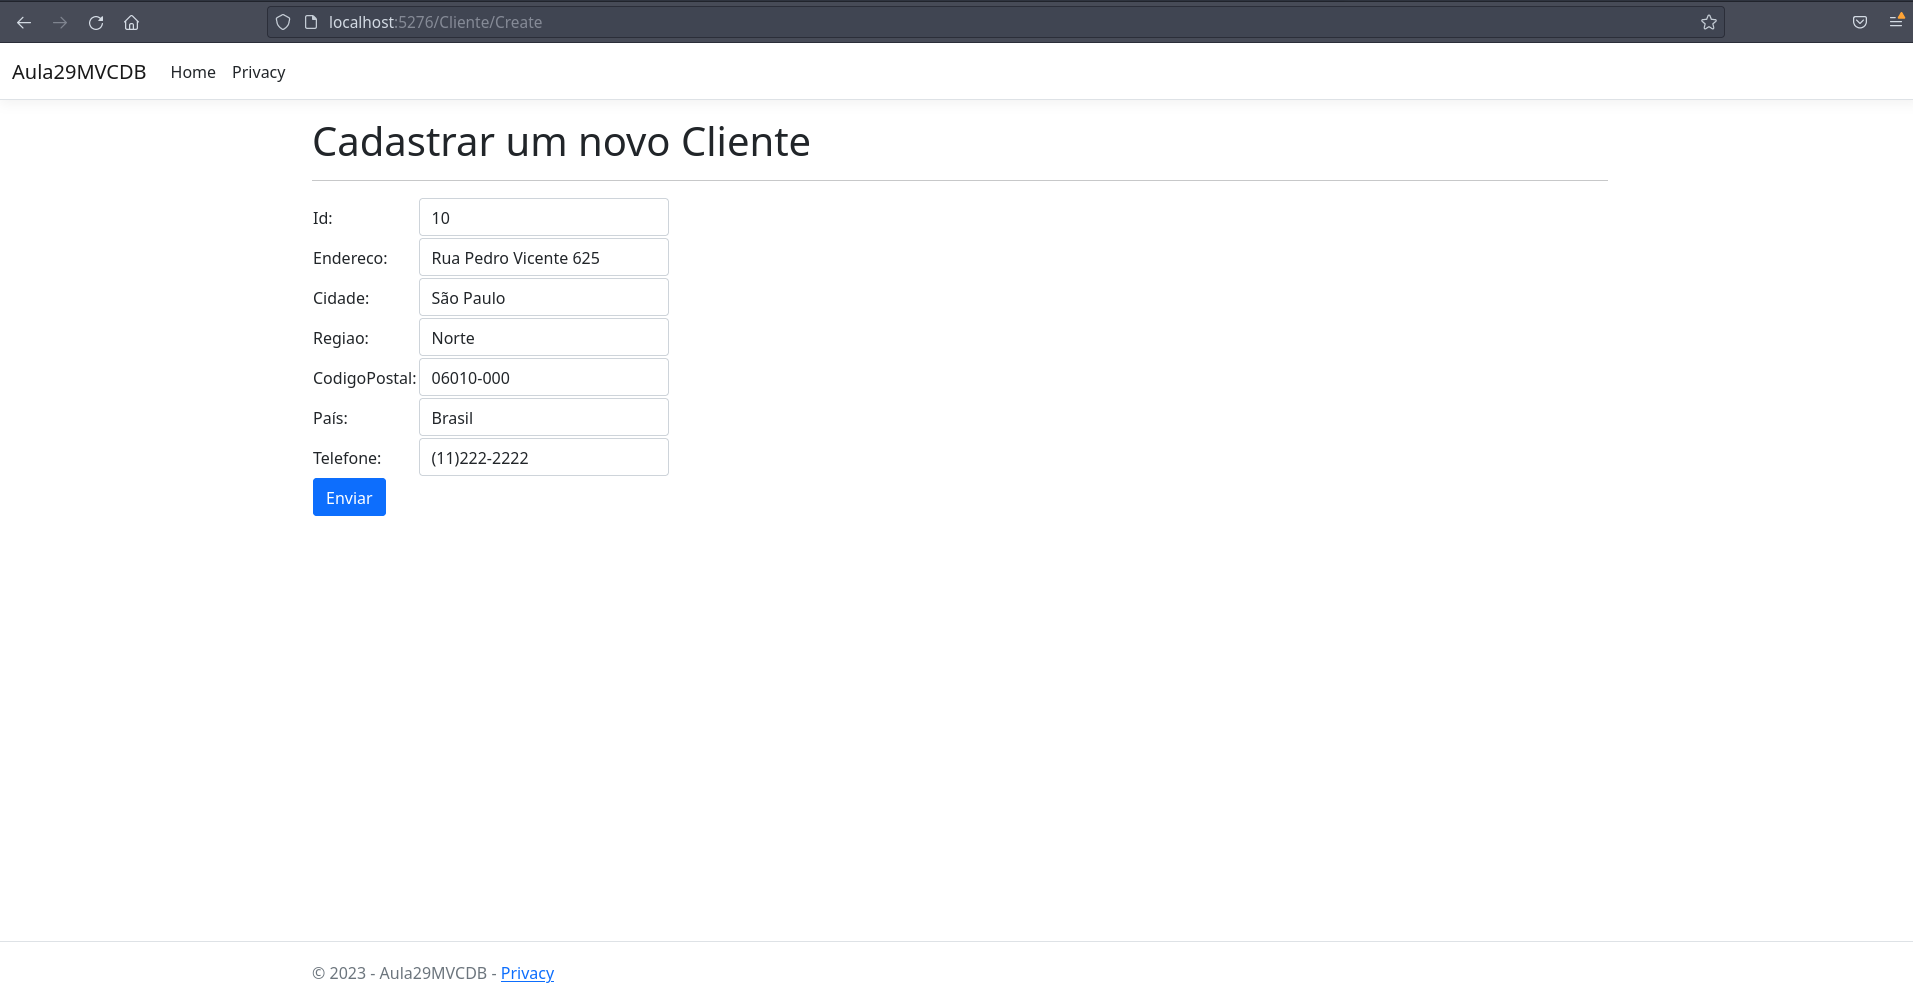 localhost:5276/Cliente/Create
Aula29MVCDB Home Privacy
Cadastrar um novo Cliente
Id: 10
Endereco: Rua Pedro Vicente 625
Cidade: São Paulo
Regiao: Norte
CodigoPostal: 06010-000
País: Brasil
Telefone: (11)222-2222
Enviar
© 2023 - Aula29MVCDB - Privacy